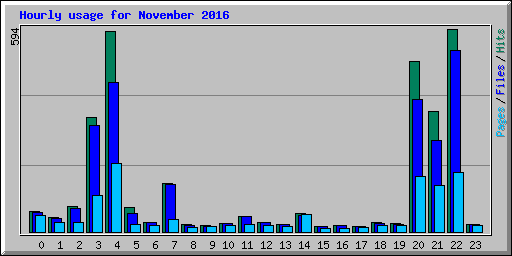 Hourly usage for November 2016
594
Pages / Files / Hits
0 1 2 3 4 5 6 7 8 9 10 11 12 13 14 15 16 17 18 19 20 21 22 23